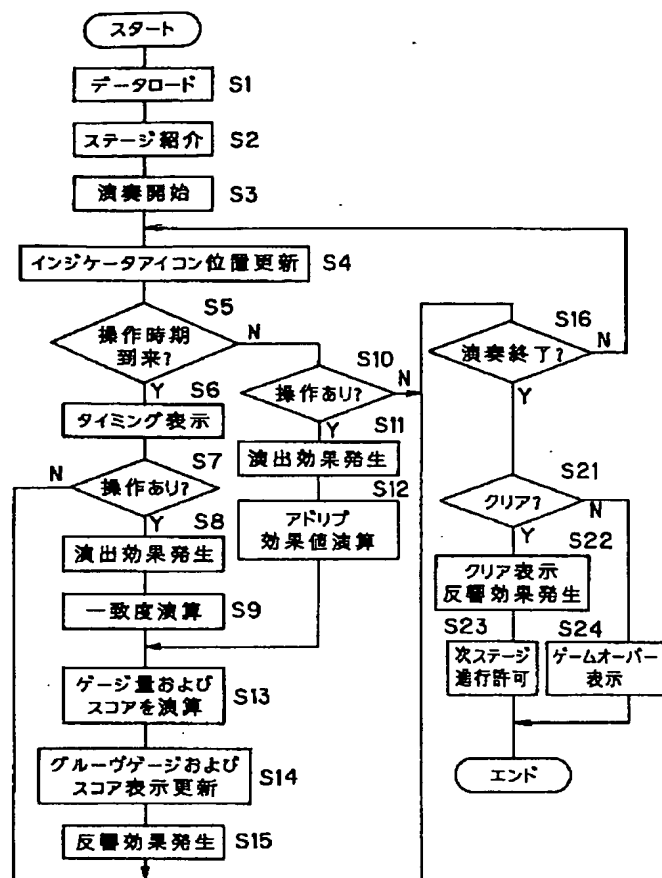 スタート
データロード S1
ステージ紹介 S2
演奏開始 S3
インジケータアイコン位置更新 S4
S5
操作時期
到来?
N
Y
S6
タイミング表示
S7
操作あり?
N
Y
S8
演出効果発生
一致度演算 S9
S10
操作あり?
N
Y
S11
演出効果発生
S12
アドリブ
効果値演算
ゲージ量および
スコアを演算
S13
グルーヴゲージおよび
スコア表示更新
S14
反響効果発生 S15
S16
演奏終了?
N
Y
S21
クリア?
N
Y
S22
クリア表示
反響効果発生
S23
次ステージ
進行許可
S24
ゲームオーバー
表示
エンド